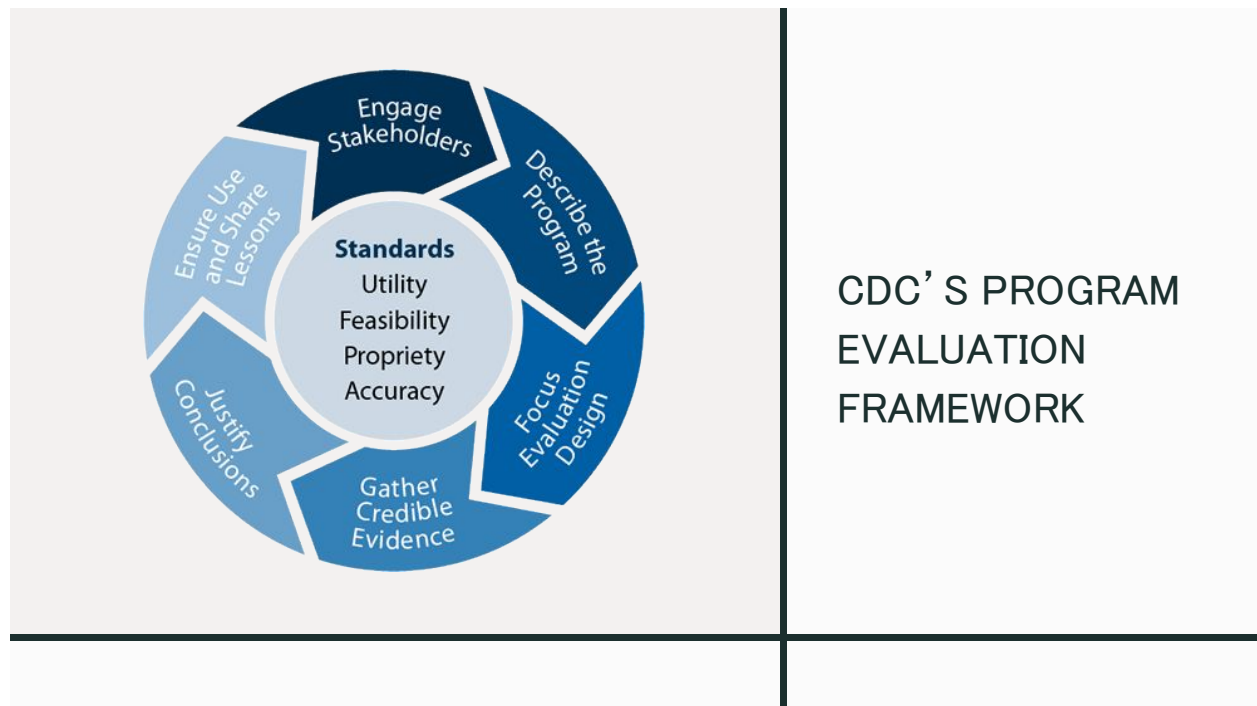 Engage
Stakeholders
Describe the
Program
Focus
Evaluation
Design
Gather
Credible
Evidence
Justify
Conclusions
Ensure Use
and Share
Lessons
Standards
Utility
Feasibility
Propriety
Accuracy
CDC’S PROGRAM
EVALUATION
FRAMEWORK